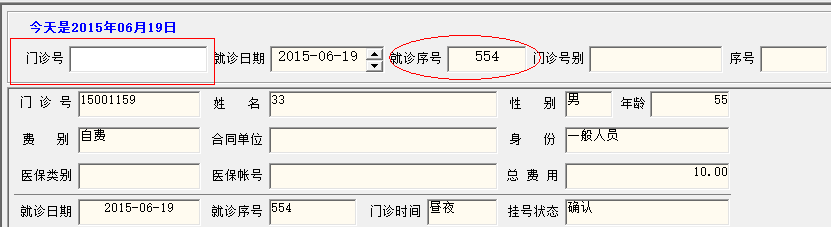 今天是2015年06月19日
门诊号 就诊日期 2015-06-19 就诊序号 554 门诊号别 序号
门 诊 号 15001159 姓 名 33 性 别 男 年龄 55
费 别 自费 合同单位 身 份 一般人员
医保类别 医保帐号 总 费 用 10.00
就诊日期 2015-06-19 就诊序号 554 门诊时间 昼夜 挂号状态 确认